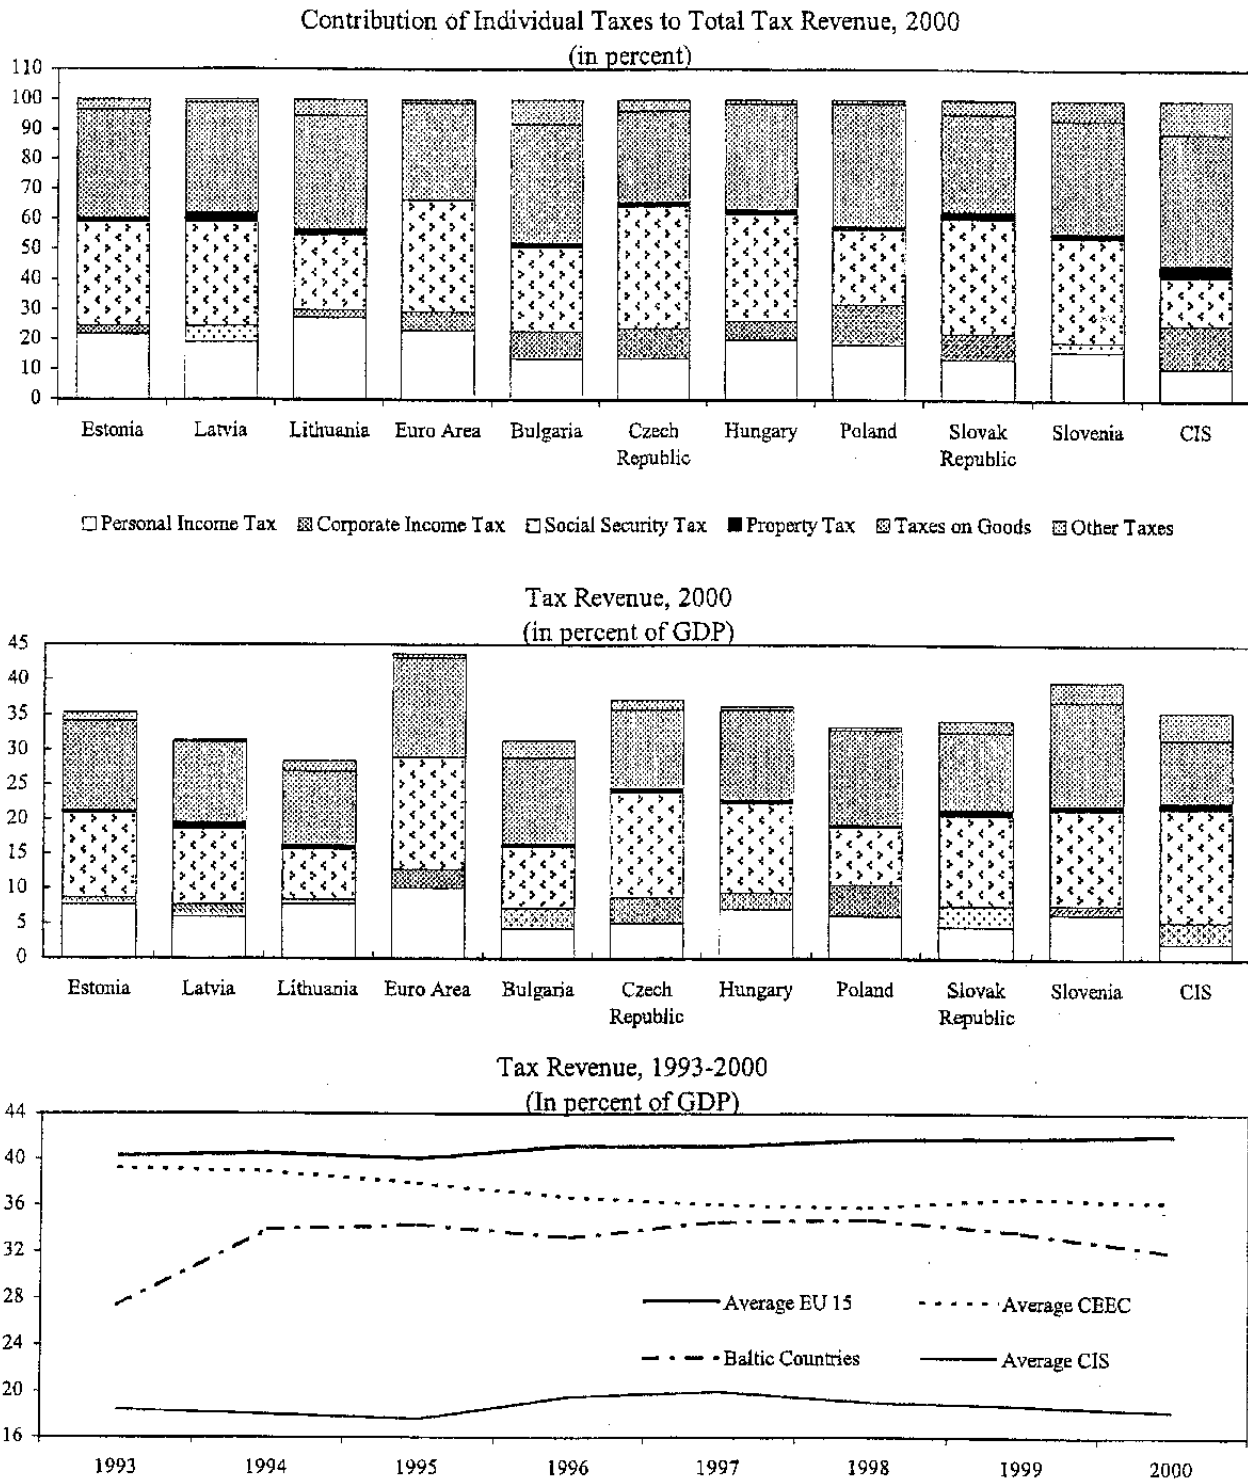 Contribution of Individual Taxes to Total Tax Revenue, 2000
(in percent)
110
100
90
80
70
60
50
40
30
20
10
0
Estonia Latvia Lithuania Euro Area Bulgaria Czech Republic Hungary Poland Slovak Republic Slovenia CIS
Personal Income Tax Corporate Income Tax Social Security Tax Property Tax Taxes on Goods Other Taxes
Tax Revenue, 2000
(in percent of GDP)
45
40
35
30
25
20
15
10
5
0
Estonia Latvia Lithuania Euro Area Bulgaria Czech Republic Hungary Poland Slovak Republic Slovenia CIS
Tax Revenue, 1993-2000
(In percent of GDP)
44
40
36
32
28
24
20
16
Average EU 15 Average CEEC
Baltic Countries Average CIS
1993 1994 1995 1996 1997 1998 1999 2000